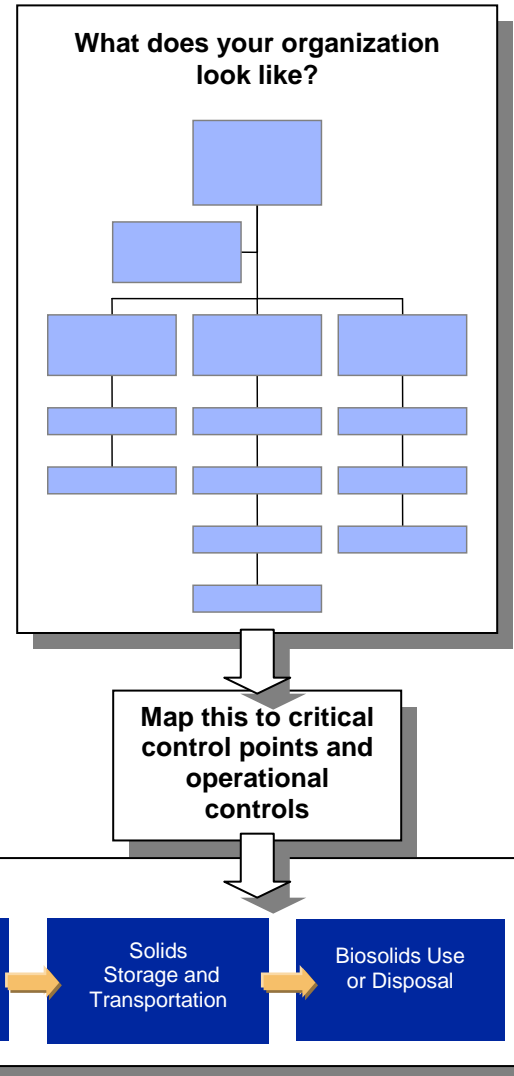 What does your organization
look like?
Map this to critical
control points and
operational
controls
Solids
Storage and
Transportation
Biosolids Use
or Disposal